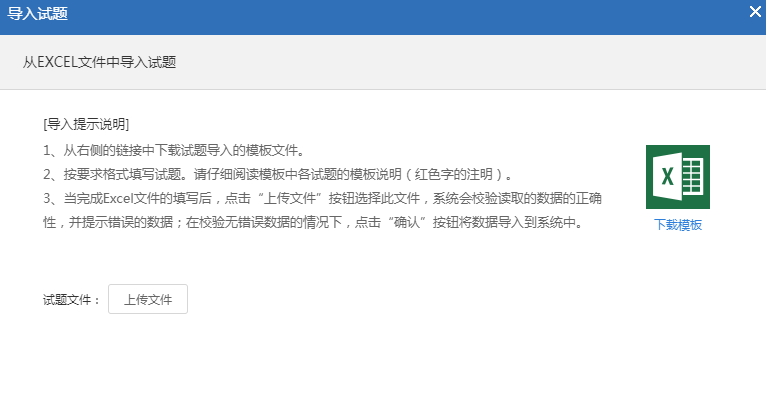 导入试题
从EXCEL文件中导入试题
[导入提示说明]
1、从右侧的链接中下载试题导入的模板文件。
2、按要求格式填写试题。请仔细阅读模板中各试题的模板说明（红色字的注明）。
3、当完成Excel文件的填写后，点击“上传文件”按钮选择此文件，系统会校验读取的数据的正确
性，并提示错误的数据；在校验无错误数据的情况下，点击“确认”按钮将数据导入到系统中。
X
下载模板
试题文件：
上传文件